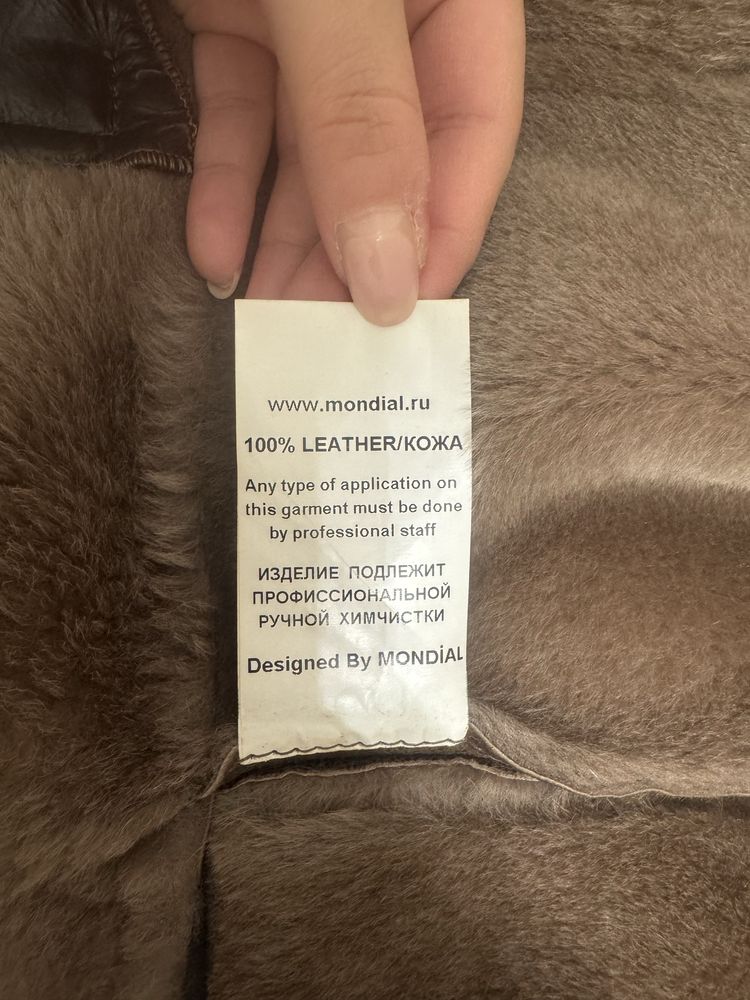 www.mondial.ru
100% LEATHER/КОЖА
Any type of application on
this garment must be done
by professional staff
ИЗДЕЛИЕ ПОДЛЕЖИТ
ПРОФИССИОНАЛЬНОЙ
РУЧНОЙ ХИМЧИСТКИ
Designed By MONDİAL